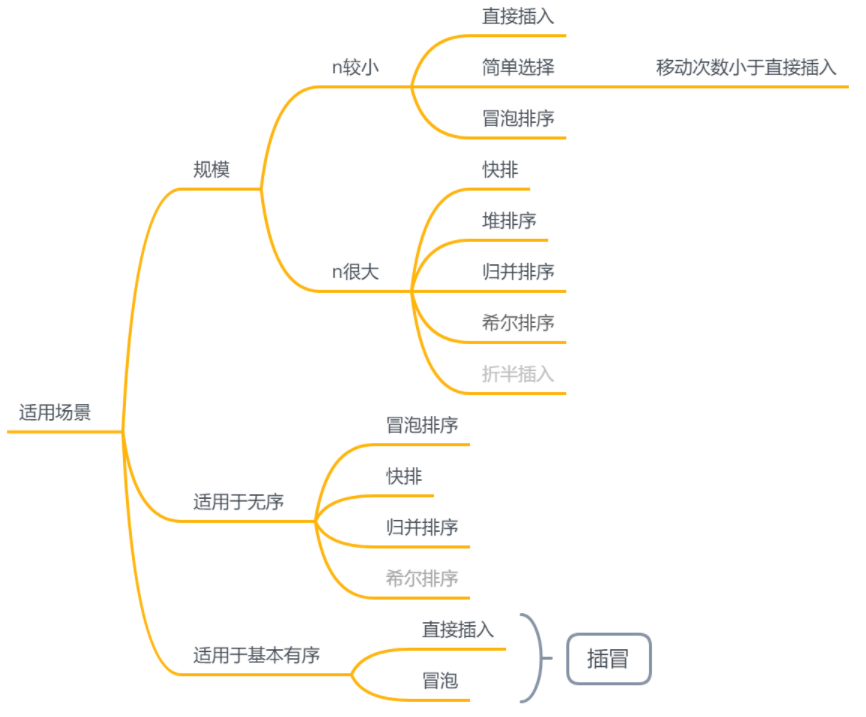 适用场景
规模
n较小
直接插入
简单选择
移动次数小于直接插入
冒泡排序
n很大
快排
堆排序
归并排序
希尔排序
折半插入
适用于无序
冒泡排序
快排
归并排序
希尔排序
适用于基本有序
直接插入
冒泡
插冒